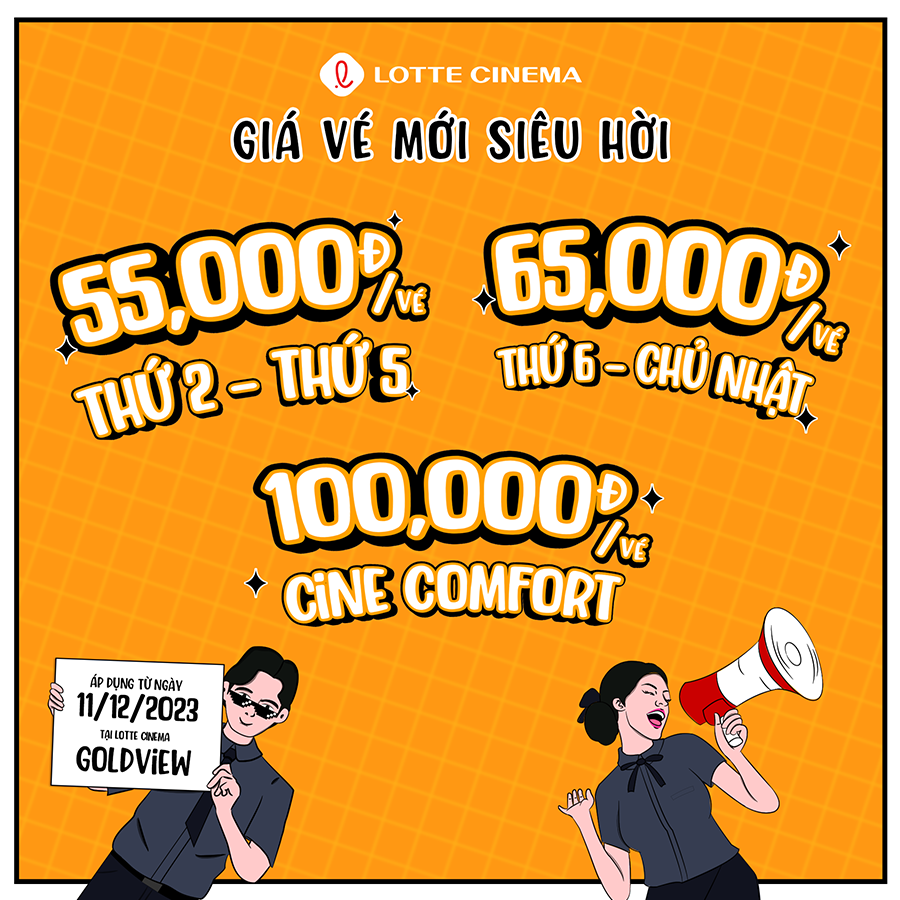 LOTTE CINEMA
GIÁ VÉ MỚI SIÊU HỜI
55,000Đ/VÉ
THỨ 2 – THỨ 5
65,000Đ/VÉ
THỨ 6 – CHỦ NHẬT
100,000Đ/VÉ
CiNE COMFORT
ÁP DỤNG TỪ NGÀY
11/12/2023
TẠI LOTTE CINEMA
GOLDViEW